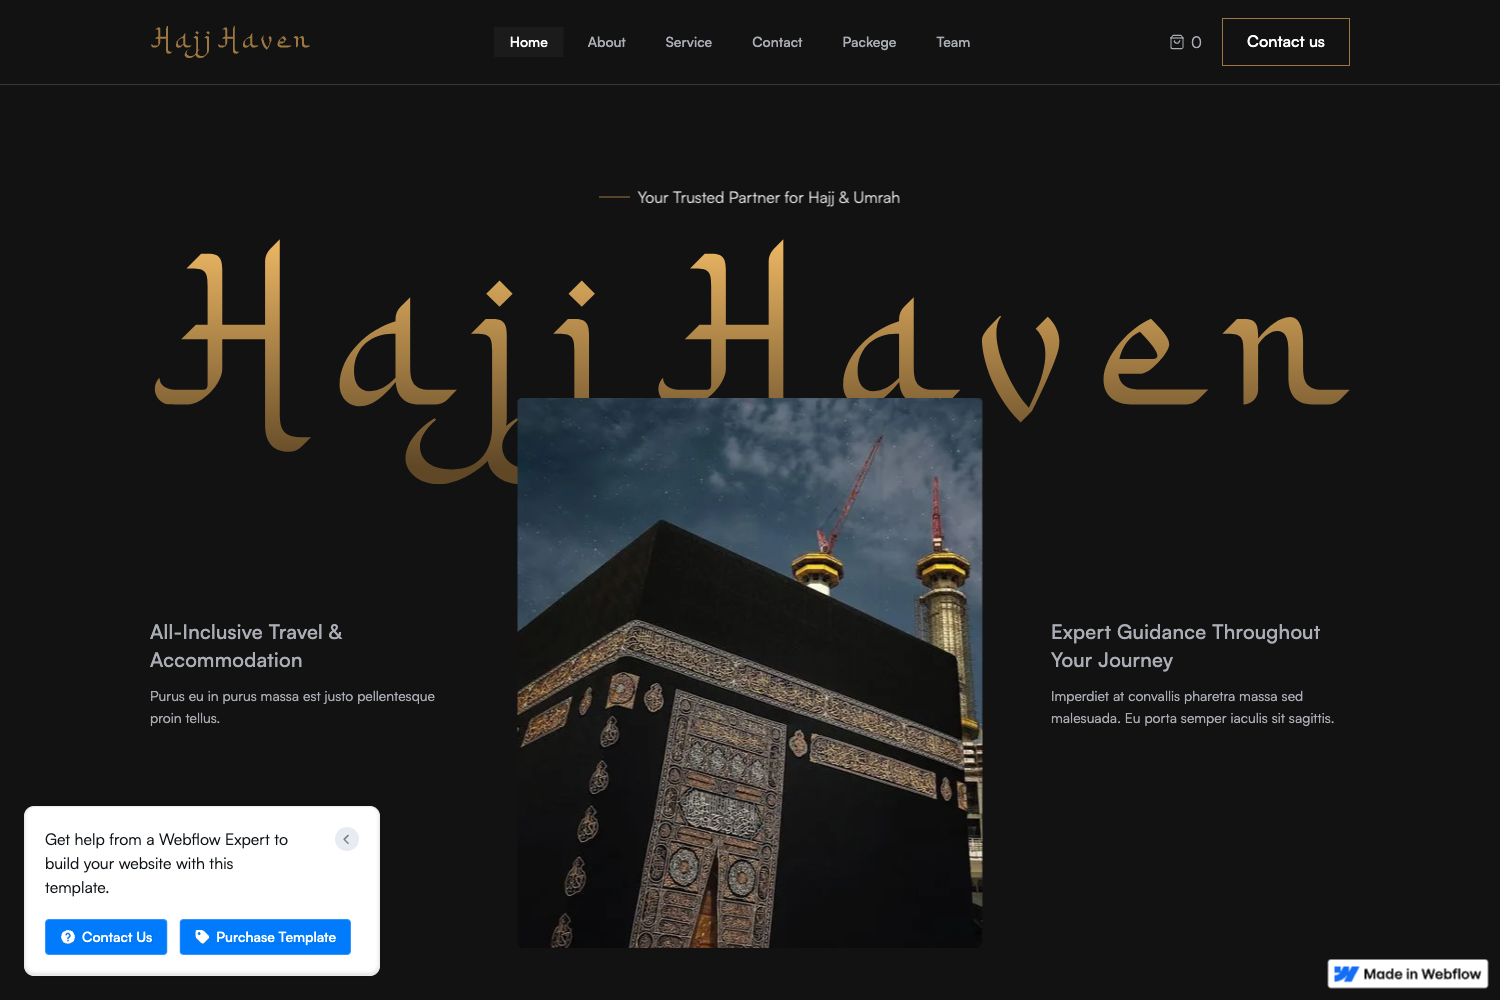 Hajj Haven
Home
About
Service
Contact
Packege
Team
0
Contact us
Your Trusted Partner for Hajj & Umrah
Hajj Haven
All-Inclusive Travel &
Accommodation
Purus eu in purus massa est justo pellentesque
proin tellus.
Expert Guidance Throughout
Your Journey
Imperdiet at convallis pharetra massa sed
malesuada. Eu porta semper iaculis sit sagittis.
Get help from a Webflow Expert to
build your website with this
template.
Contact Us
Purchase Template
Made in Webflow